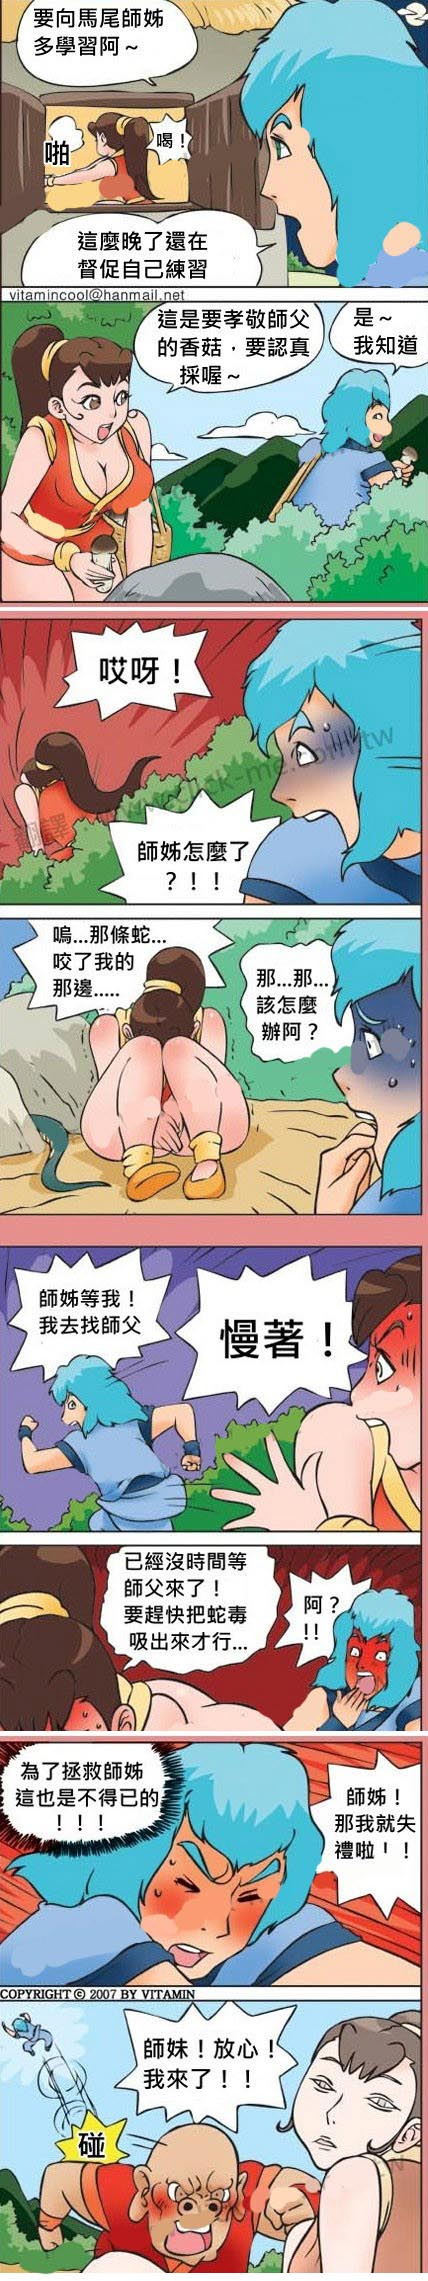 要向馬尾師姊
多學習阿～
喝！
啪
這麼晚了還在
督促自己練習
vitamincool@hanmail.net
這是要孝敬師父
的香菇，要認真
採喔～
是～
我知道
哎呀！
師姊怎麼了
？！！
嗚...那條蛇...
咬了我的
那邊.....
那...那...
該怎麼
辦阿？
師姊等我！
我去找師父
慢著！
已經沒時間等
師父來了！
要趕快把蛇毒
吸出來才行...
阿？
!!
為了拯救師姊
這也是不得已的
！！！
師姊！
那我就失
禮啦！！
COPYRIGHT © 2007 BY VITAMIN
師妹！放心！
我來了！！
碰